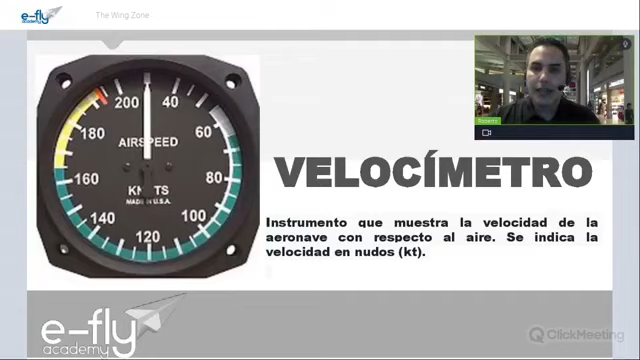 e-fly
academy
The Wing Zone
200
40
180
60
AIRSPEED
160
80
KNOTS
MADE IN U.S.A.
140
100
120
Roberto
VELOCÍMETRO
Instrumento que muestra la velocidad de la
aeronave con respecto al aire. Se indica la
velocidad en nudos (kt).
e-fly
academy
ClickMeeting